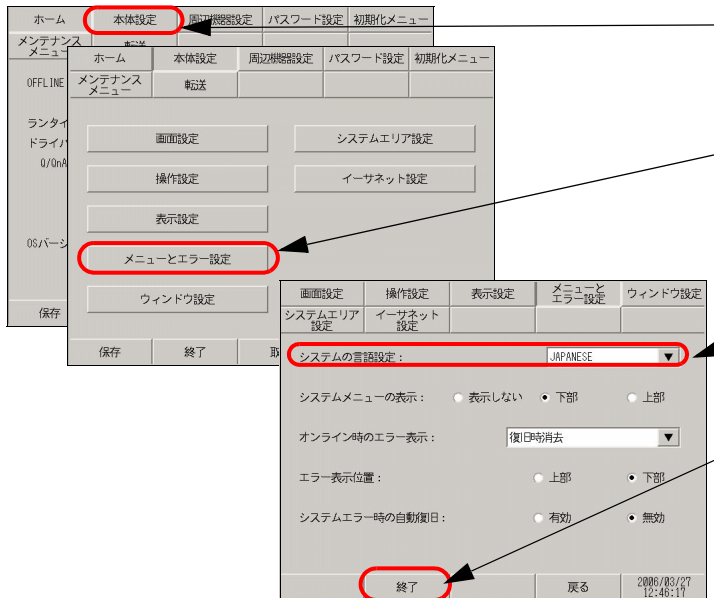 ホーム 本体設定 周辺機器設定 パスワード設定 初期化メニュー
メンテナンス
メニュー 転送
OFFLINE
ランタイ
ドライバ
Q/QnA
OSバージ
保存
ホーム 本体設定 周辺機器設定 パスワード設定 初期化メニュー
メンテナンス
メニュー 転送
画面設定 システムエリア設定
操作設定 イーサネット設定
表示設定
メニューとエラー設定
ウィンドウ設定
保存 終了 取
画面設定 操作設定 表示設定 メニューと
エラー設定 ウィンドウ設定
システムエリア
設定 イーサネット
設定
システムの言語設定: JAPANESE
システムメニューの表示: 表示しない 下部 上部
オンライン時のエラー表示: 復旧時消去
エラー表示位置: 上部 下部
システムエラー時の自動復旧: 有効 無効
終了 戻る 2006/03/27
12:46:17